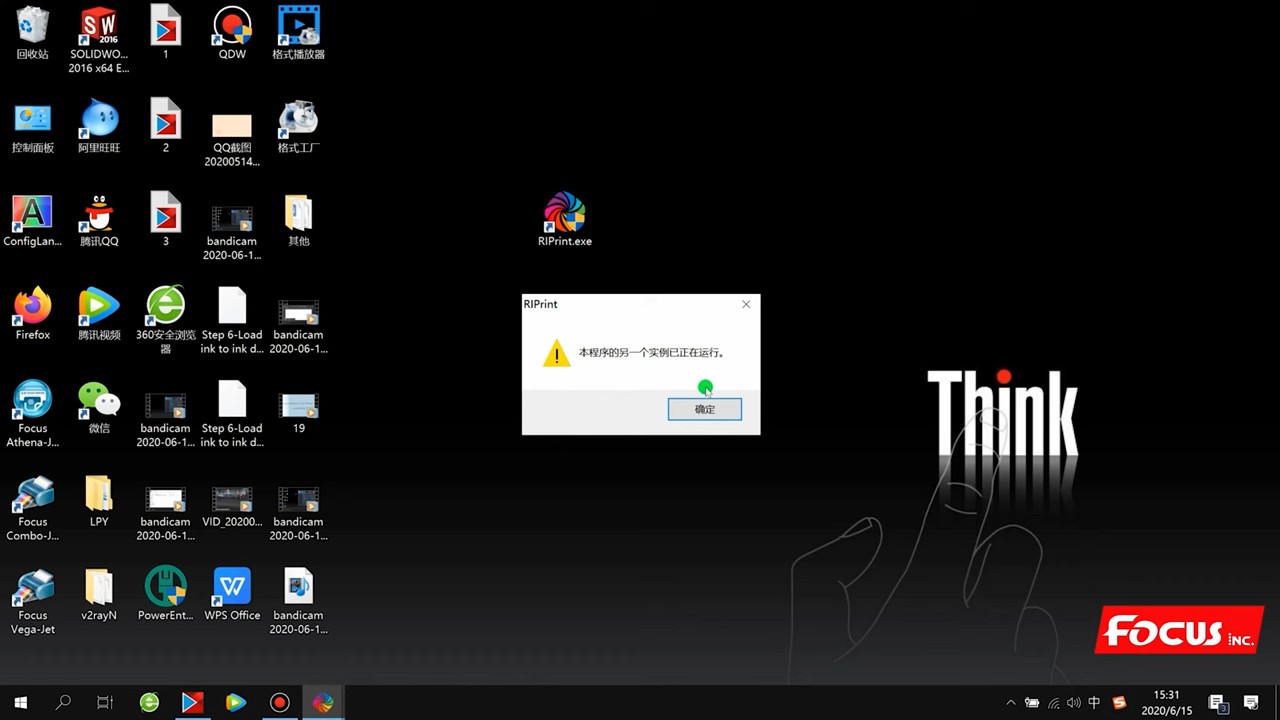 回收站
SOLIDWO...
2016 x64 E...
1
QDW
格式播放器
控制面板
阿里旺旺
2
QQ截图
20200514...
格式工厂
ConfigLan...
腾讯QQ
3
bandicam
2020-06-1...
其他
RIPrint.exe
Firefox
腾讯视频
360安全浏览
器
Step 6-Load
ink to ink d...
bandicam
2020-06-1...
RIPrint
本程序的另一个实例已正在运行。
确定
Focus
Athena-J...
微信
bandicam
2020-06-1...
Step 6-Load
ink to ink d...
19
Think
Focus
Combo-J...
LPY
bandicam
2020-06-1...
VID_20200...
bandicam
2020-06-1...
Focus
Vega-Jet
v2rayN
PowerEnt...
WPS Office
bandicam
2020-06-1...
FOCUS INC.
中
15:31
2020/6/15
3